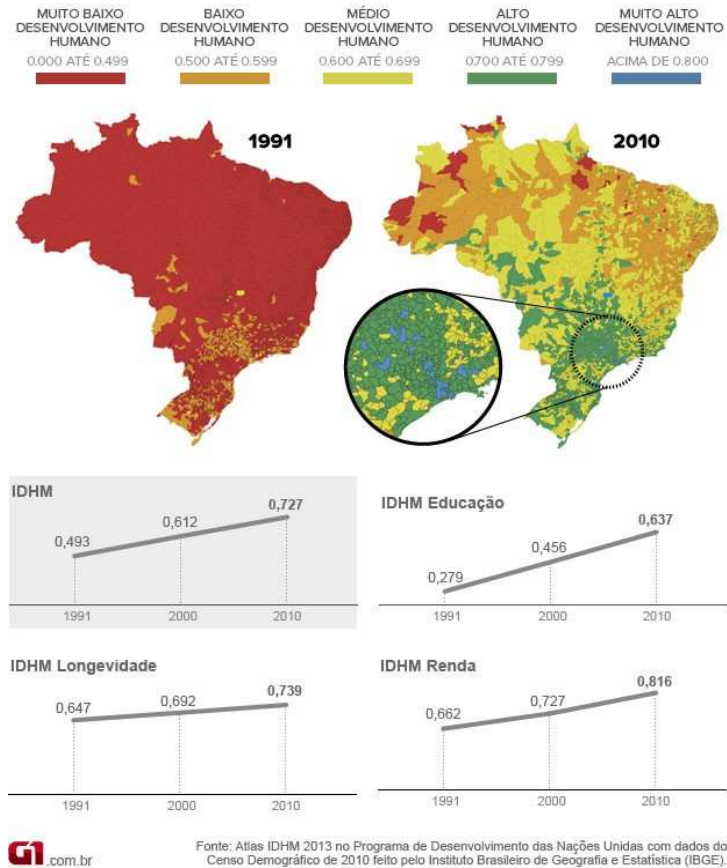 MUITO BAIXO
DESENVOLVIMENTO
HUMANO
0.000 ATÉ 0.499
BAIXO
DESENVOLVIMENTO
HUMANO
0.500 ATÉ 0.599
MÉDIO
DESENVOLVIMENTO
HUMANO
0.600 ATÉ 0.699
ALTO
DESENVOLVIMENTO
HUMANO
0.700 ATÉ 0.799
MUITO ALTO
DESENVOLVIMENTO
HUMANO
ACIMA DE 0.800
1991
2010
IDHM
0,493
0,612
0,727
1991
2000
2010
IDHM Educação
0,279
0,456
0,637
1991
2000
2010
IDHM Longevidade
0,647
0,692
0,739
1991
2000
2010
IDHM Renda
0,662
0,727
0,816
1991
2000
2010
G1 .com.br
Fonte: Atlas IDHM 2013 no Programa de Desenvolvimento das Nações Unidas com dados do
Censo Demográfico de 2010 feito pelo Instituto Brasileiro de Geografia e Estatística (IBGE)